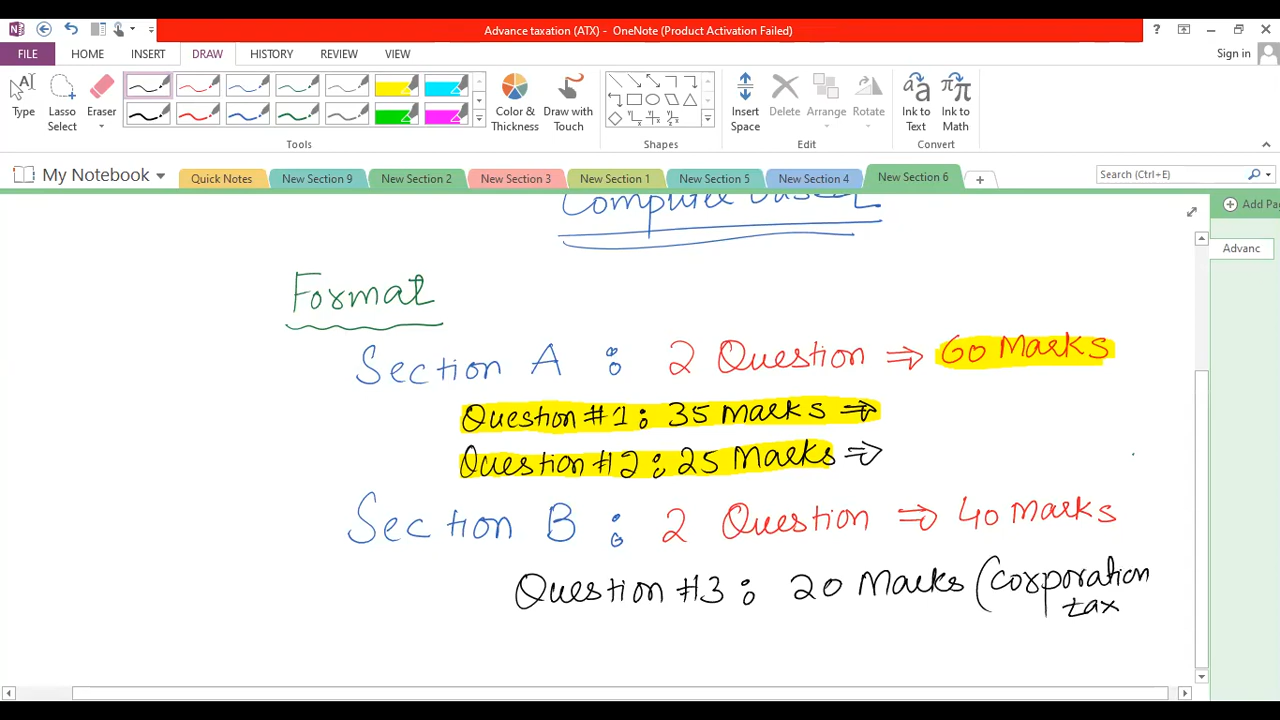 Advance taxation (ATX) - OneNote (Product Activation Failed)
?
FILE HOME INSERT DRAW HISTORY REVIEW VIEW Sign in
Type Lasso Select Eraser Color & Thickness Draw with Touch Insert Space Delete Arrange Rotate Ink to Text Ink to Math
Tools Shapes Edit Convert
My Notebook Quick Notes New Section 9 New Section 2 New Section 3 New Section 1 New Section 5 New Section 4 New Section 6 Search (Ctrl+E)
Add Pag
Advanc
Computer based
Format
Section A : 2 Question ⇒ 60 Marks
Question #1 : 35 Marks ⇒
Question #2 : 25 Marks ⇒
Section B : 2 Question ⇒ 40 Marks
Question #3 : 20 Marks (corporation
tax